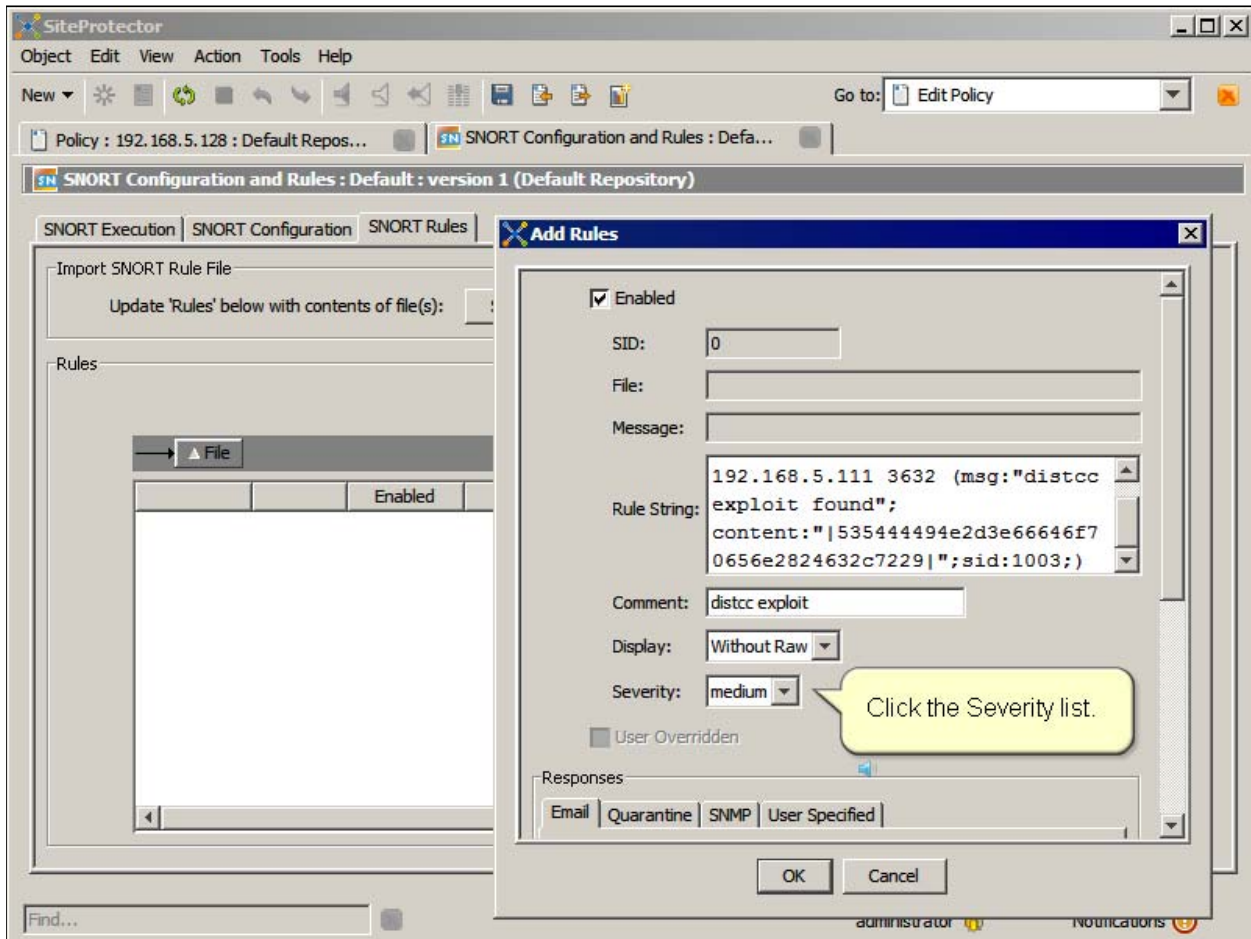 SiteProtector
Object Edit View Action Tools Help
New Go to: Edit Policy
Policy : 192.168.5.128 : Default Repos... SN SNORT Configuration and Rules : Defa...
SN SNORT Configuration and Rules : Default : version 1 (Default Repository)
SNORT Execution SNORT Configuration SNORT Rules
Import SNORT Rule File
Update 'Rules' below with contents of file(s):
Rules
File
Enabled
Add Rules
Enabled
SID: 0
File:
Message:
Rule String:
192.168.5.111 3632 (msg:"distcc
exploit found";
content:"|535444494e2d3e66646f7
0656e2824632c7229|";sid:1003;)
Comment: distcc exploit
Display: Without Raw
Severity: medium
Click the Severity list.
User Overridden
Responses
Email Quarantine SNMP User Specified
OK Cancel
Find... administrator Notifications